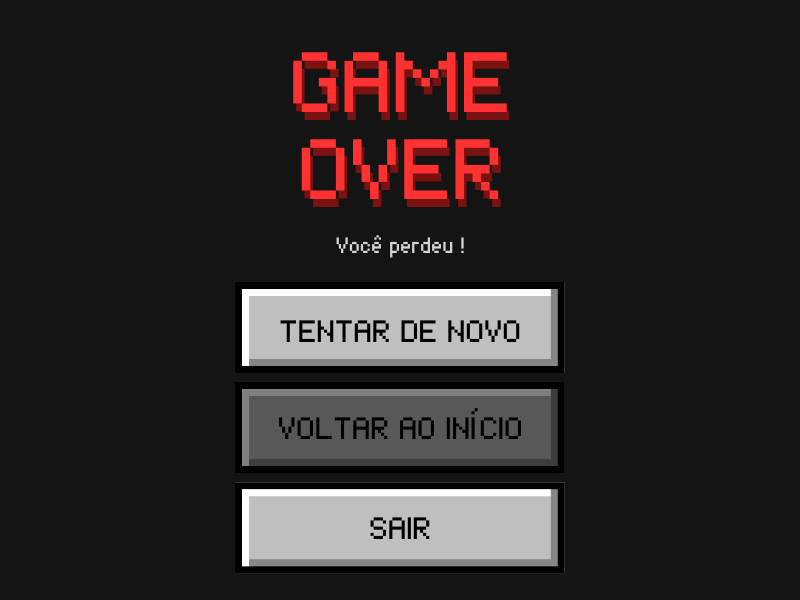 GAME
OVER
Você perdeu !
TENTAR DE NOVO
VOLTAR AO INÍCIO
SAIR